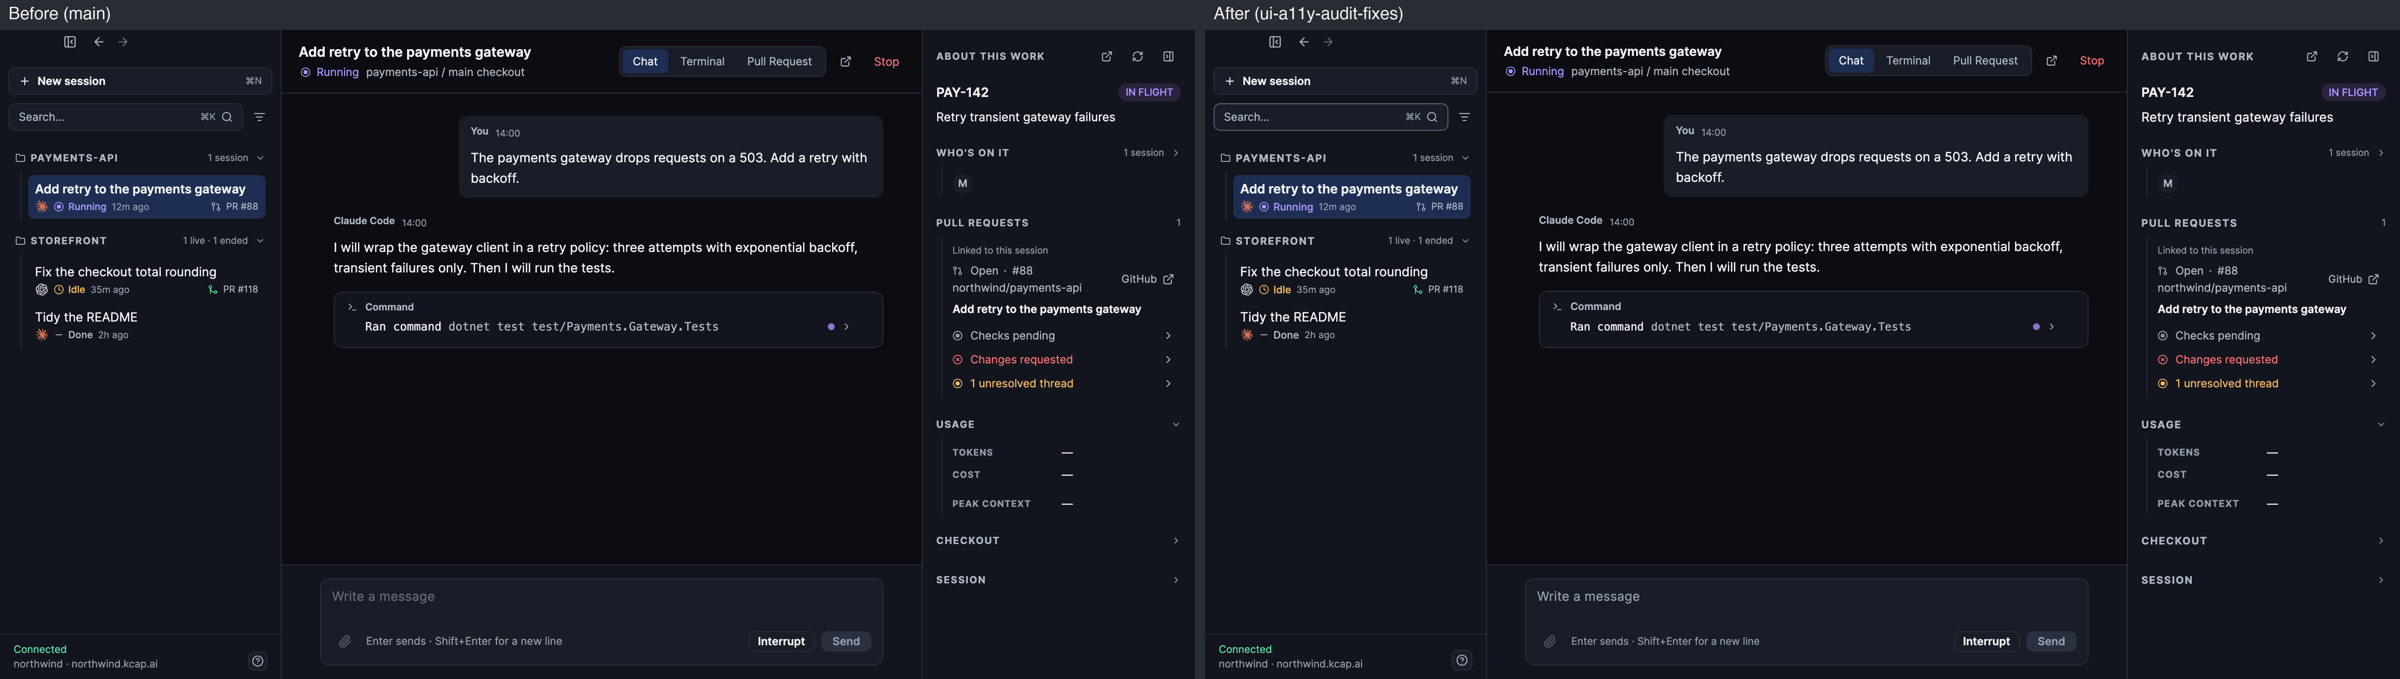 Before (main)
+ New session ⌘N
Search... ⌘K
PAYMENTS-API 1 session
Add retry to the payments gateway
Running 12m ago PR #88
STOREFRONT 1 live · 1 ended
Fix the checkout total rounding
Idle 35m ago PR #118
Tidy the README
– Done 2h ago
Connected
northwind · northwind.kcap.ai
Add retry to the payments gateway
Running payments-api / main checkout
Chat Terminal Pull Request Stop
You 14:00
The payments gateway drops requests on a 503. Add a retry with
backoff.
Claude Code 14:00
I will wrap the gateway client in a retry policy: three attempts with exponential backoff,
transient failures only. Then I will run the tests.
Command
Ran command dotnet test test/Payments.Gateway.Tests
Write a message
Enter sends · Shift+Enter for a new line Interrupt Send
ABOUT THIS WORK
PAY-142 IN FLIGHT
Retry transient gateway failures
WHO'S ON IT 1 session
M
PULL REQUESTS 1
Linked to this session
Open · #88
northwind/payments-api GitHub
Add retry to the payments gateway
Checks pending
Changes requested
1 unresolved thread
USAGE
TOKENS —
COST —
PEAK CONTEXT —
CHECKOUT
SESSION
After (ui-a11y-audit-fixes)
+ New session ⌘N
Search... ⌘K
PAYMENTS-API 1 session
Add retry to the payments gateway
Running 12m ago PR #88
STOREFRONT 1 live · 1 ended
Fix the checkout total rounding
Idle 35m ago PR #118
Tidy the README
– Done 2h ago
Connected
northwind · northwind.kcap.ai
Add retry to the payments gateway
Running payments-api / main checkout
Chat Terminal Pull Request Stop
You 14:00
The payments gateway drops requests on a 503. Add a retry with
backoff.
Claude Code 14:00
I will wrap the gateway client in a retry policy: three attempts with exponential backoff,
transient failures only. Then I will run the tests.
Command
Ran command dotnet test test/Payments.Gateway.Tests
Write a message
Enter sends · Shift+Enter for a new line Interrupt Send
ABOUT THIS WORK
PAY-142 IN FLIGHT
Retry transient gateway failures
WHO'S ON IT 1 session
M
PULL REQUESTS 1
Linked to this session
Open · #88
northwind/payments-api GitHub
Add retry to the payments gateway
Checks pending
Changes requested
1 unresolved thread
USAGE
TOKENS —
COST —
PEAK CONTEXT —
CHECKOUT
SESSION